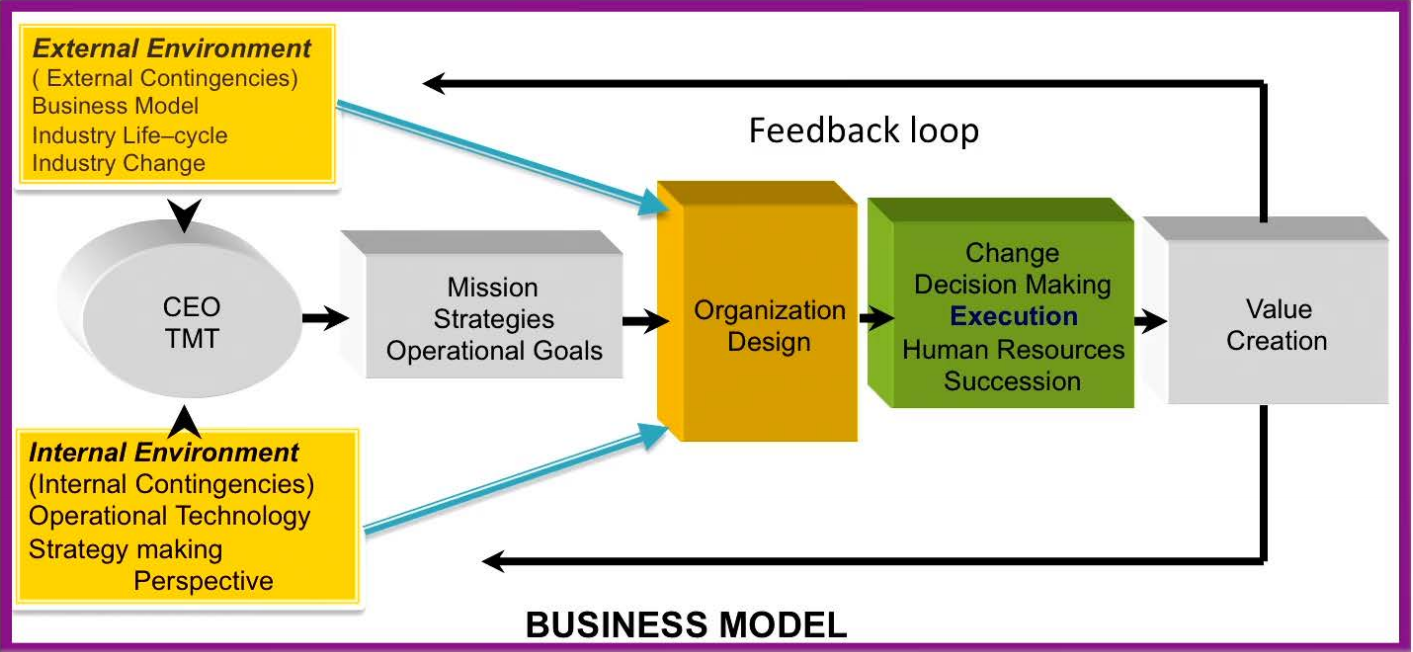 External Environment
( External Contingencies)
Business Model
Industry Life–cycle
Industry Change
Feedback loop
CEO
TMT
Mission
Strategies
Operational Goals
Organization
Design
Change
Decision Making
Execution
Human Resources
Succession
Value
Creation
Internal Environment
(Internal Contingencies)
Operational Technology
Strategy making
Perspective
BUSINESS MODEL